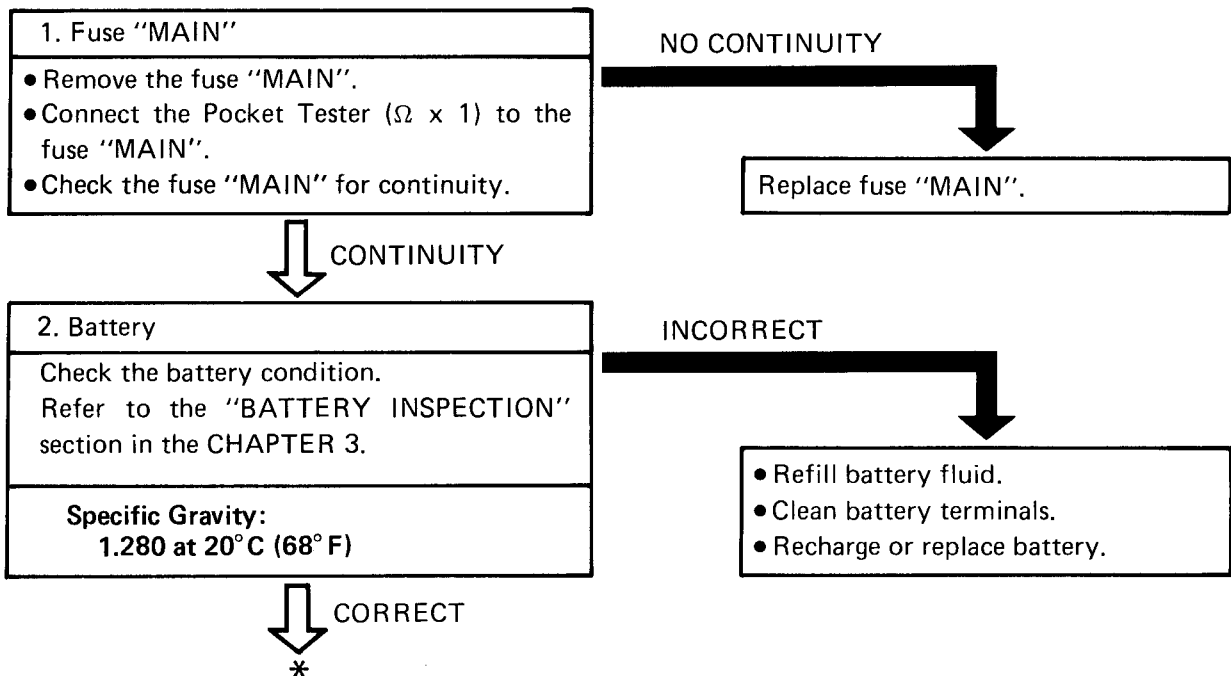 1. Fuse “MAIN”
● Remove the fuse “MAIN”.
● Connect the Pocket Tester (Ω x 1) to the
fuse “MAIN”.
● Check the fuse “MAIN” for continuity.
NO CONTINUITY
Replace fuse “MAIN”.
CONTINUITY
2. Battery
Check the battery condition.
Refer to the “BATTERY INSPECTION”
section in the CHAPTER 3.
Specific Gravity:
1.280 at 20°C (68°F)
INCORRECT
● Refill battery fluid.
● Clean battery terminals.
● Recharge or replace battery.
CORRECT
*